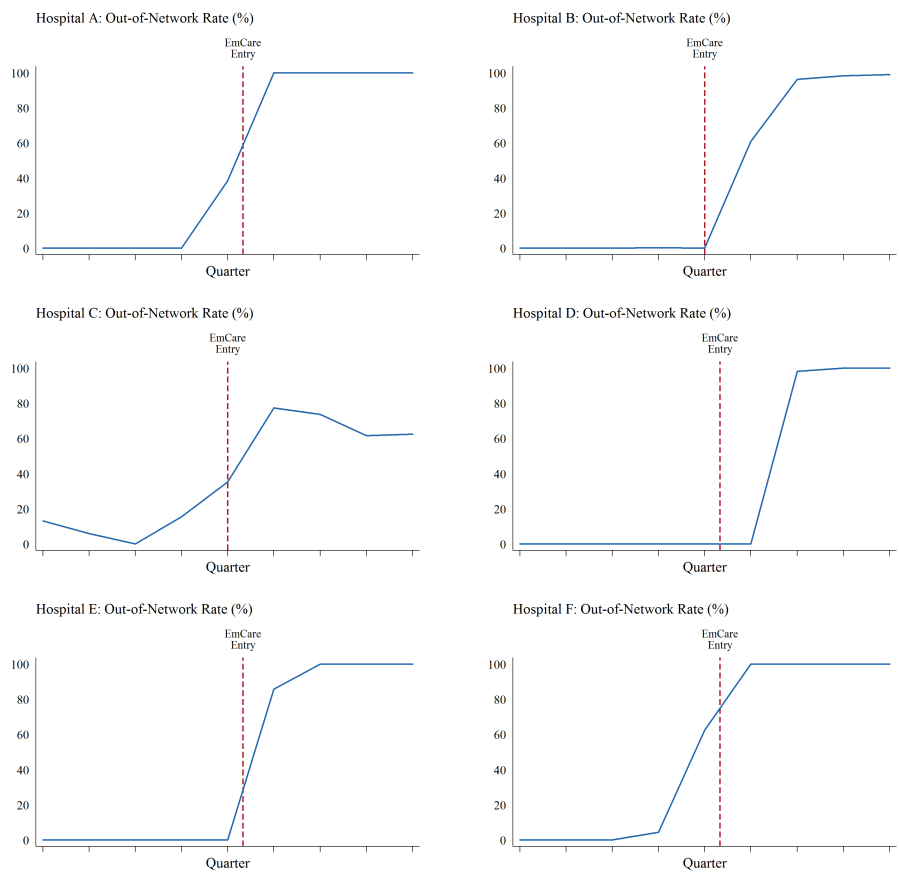 Hospital A: Out-of-Network Rate (%)
EmCare
Entry
100
80
60
40
20
0
Quarter
Hospital B: Out-of-Network Rate (%)
EmCare
Entry
100
80
60
40
20
0
Quarter
Hospital C: Out-of-Network Rate (%)
EmCare
Entry
100
80
60
40
20
0
Quarter
Hospital D: Out-of-Network Rate (%)
EmCare
Entry
100
80
60
40
20
0
Quarter
Hospital E: Out-of-Network Rate (%)
EmCare
Entry
100
80
60
40
20
0
Quarter
Hospital F: Out-of-Network Rate (%)
EmCare
Entry
100
80
60
40
20
0
Quarter